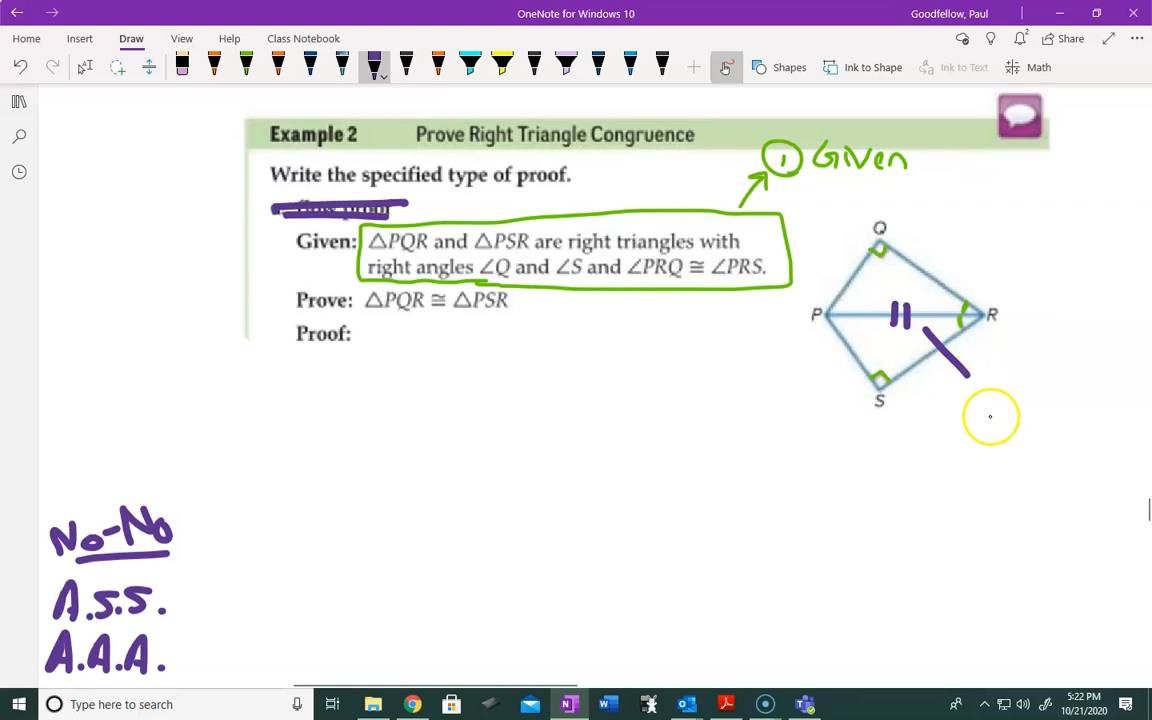 OneNote for Windows 10
Goodfellow, Paul
Home Insert Draw View Help Class Notebook
Share
Shapes Ink to Shape Ink to Text Math
Example 2 Prove Right Triangle Congruence
① Given
Write the specified type of proof.
Given: △PQR and △PSR are right triangles with
right angles ∠Q and ∠S and ∠PRQ ≅ ∠PRS.
Prove: △PQR ≅ △PSR
Proof:
Q
P
R
S
No-No
A.S.S.
A.A.A.
Type here to search
5:22 PM
10/21/2020